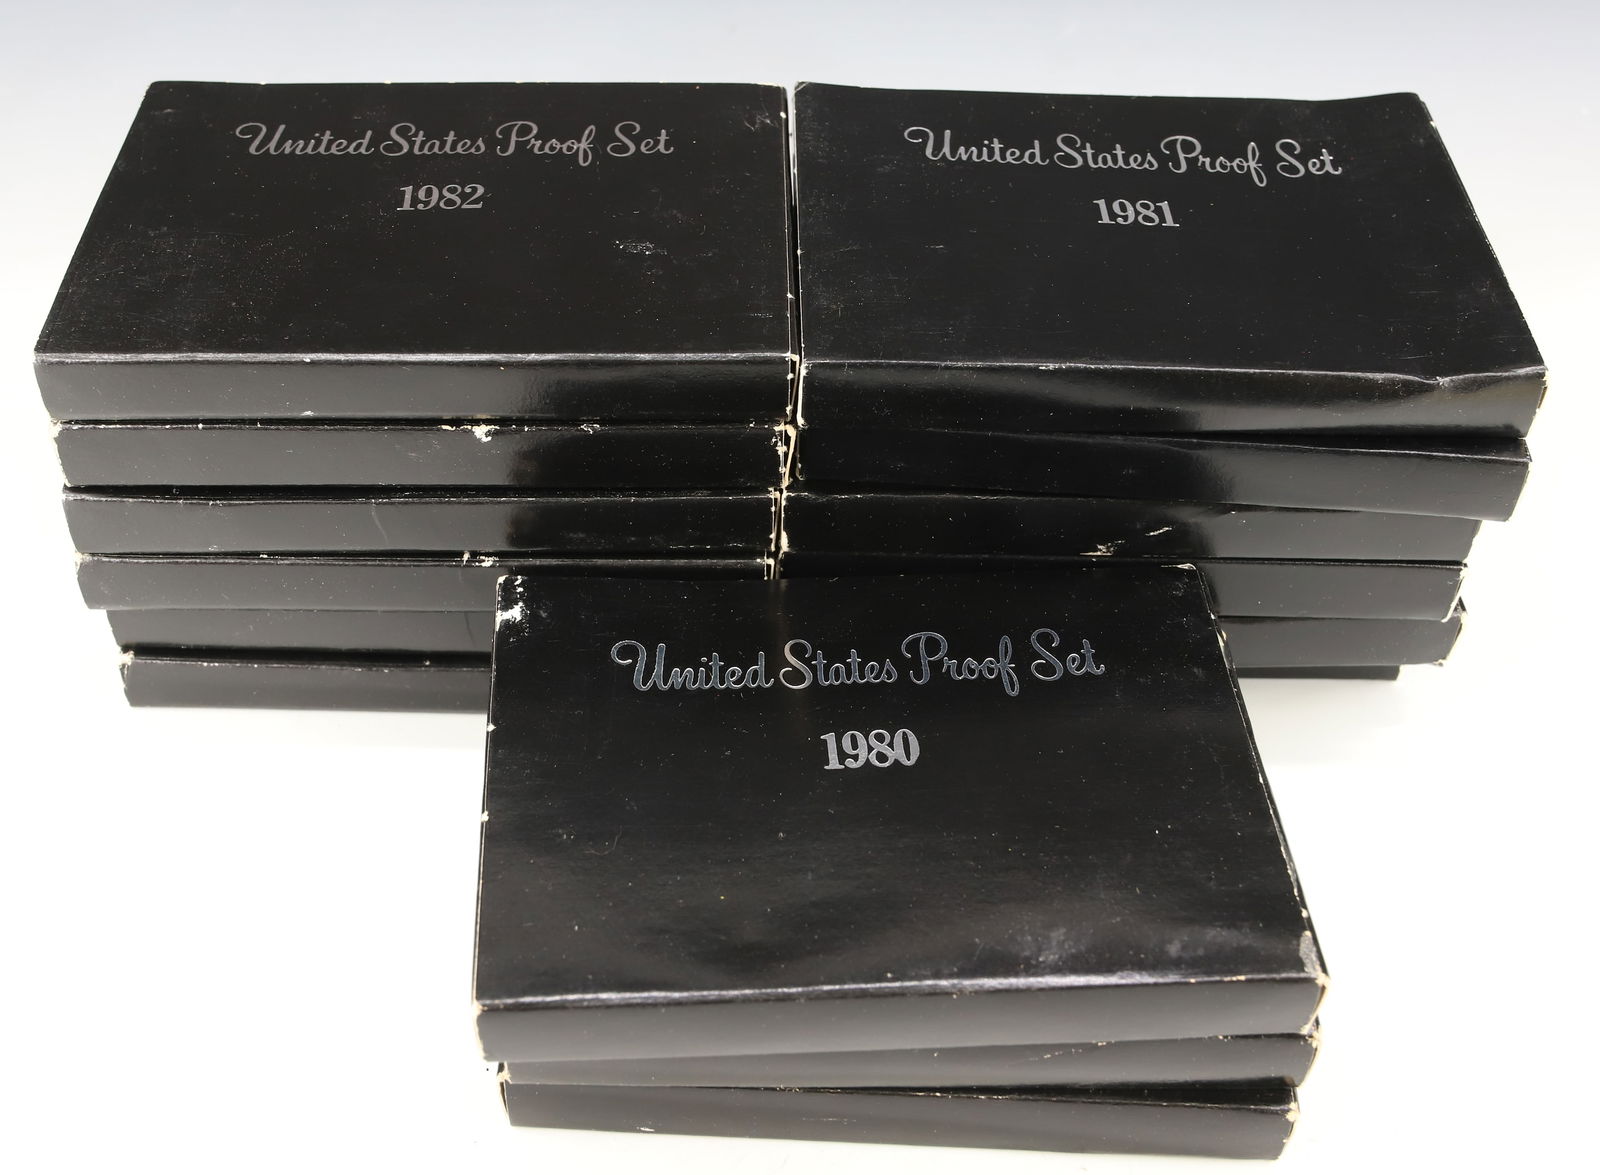 United States Proof Set
1982
United States Proof Set
1981
United States Proof Set
1980